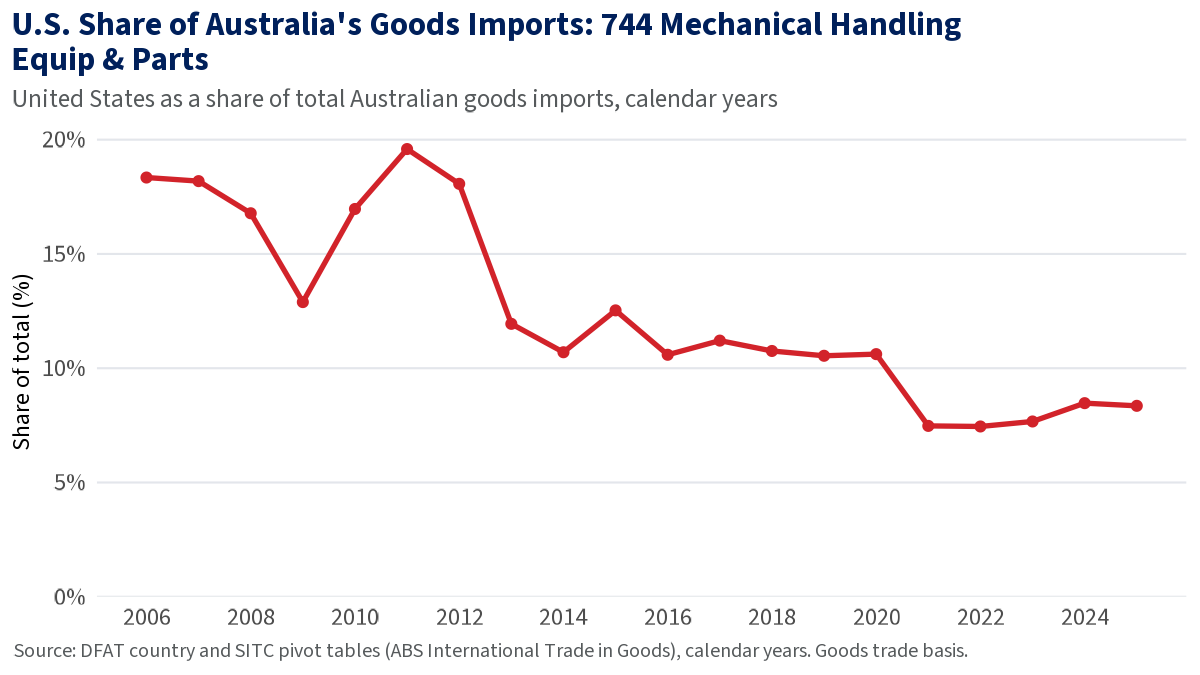 U.S. Share of Australia's Goods Imports: 744 Mechanical Handling
Equip & Parts
United States as a share of total Australian goods imports, calendar years
Share of total (%)
20%
15%
10%
5%
0%
2006 2008 2010 2012 2014 2016 2018 2020 2022 2024
Source: DFAT country and SITC pivot tables (ABS International Trade in Goods), calendar years. Goods trade basis.